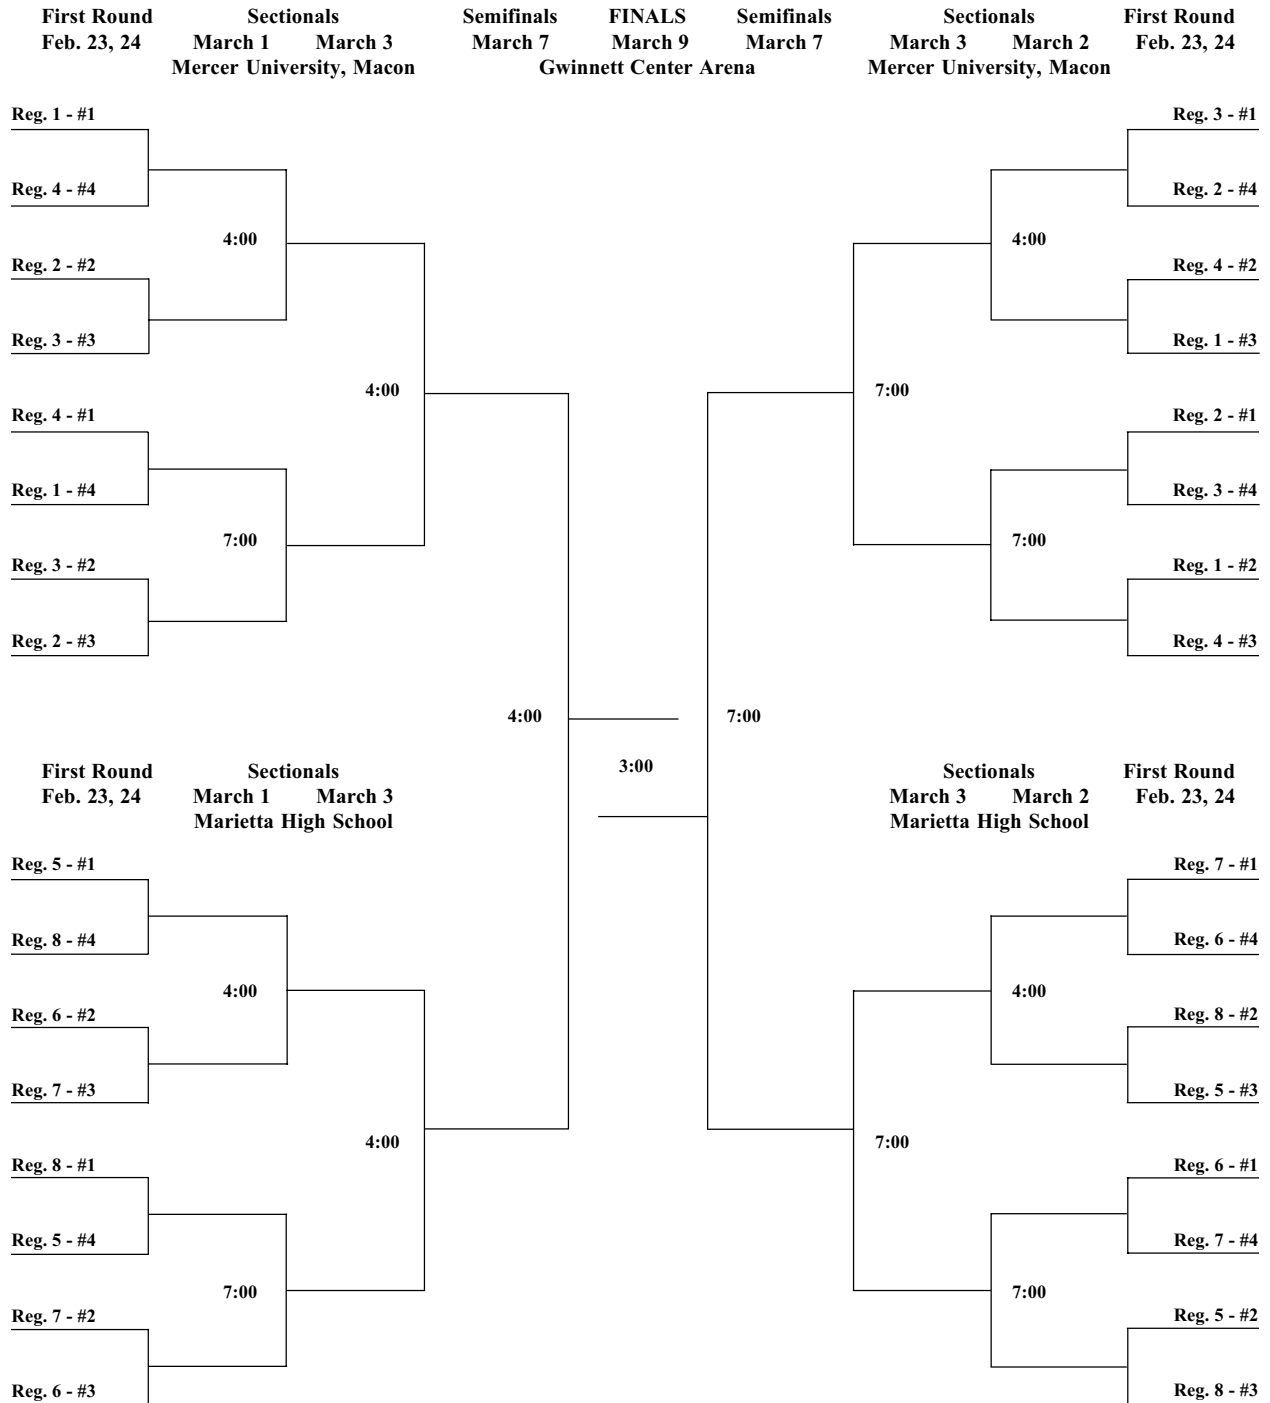 First Round Sectionals Semifinals FINALS Semifinals Sectionals First Round
Feb. 23, 24 March 1 March 3 March 7 March 9 March 7 March 3 March 2 Feb. 23, 24
Mercer University, Macon Gwinnett Center Arena Mercer University, Macon
Reg. 1 - #1 Reg. 3 - #1
Reg. 4 - #4 Reg. 2 - #4
4:00 4:00
Reg. 2 - #2 Reg. 4 - #2
Reg. 3 - #3 Reg. 1 - #3
4:00 7:00
Reg. 4 - #1 Reg. 2 - #1
Reg. 1 - #4 Reg. 3 - #4
7:00 7:00
Reg. 3 - #2 Reg. 1 - #2
Reg. 2 - #3 Reg. 4 - #3
4:00 7:00
3:00
First Round Sectionals Sectionals First Round
Feb. 23, 24 March 1 March 3 March 3 March 2 Feb. 23, 24
Marietta High School Marietta High School
Reg. 5 - #1 Reg. 7 - #1
Reg. 8 - #4 Reg. 6 - #4
4:00 4:00
Reg. 6 - #2 Reg. 8 - #2
Reg. 7 - #3 Reg. 5 - #3
4:00 7:00
Reg. 8 - #1 Reg. 6 - #1
Reg. 5 - #4 Reg. 7 - #4
7:00 7:00
Reg. 7 - #2 Reg. 5 - #2
Reg. 6 - #3 Reg. 8 - #3